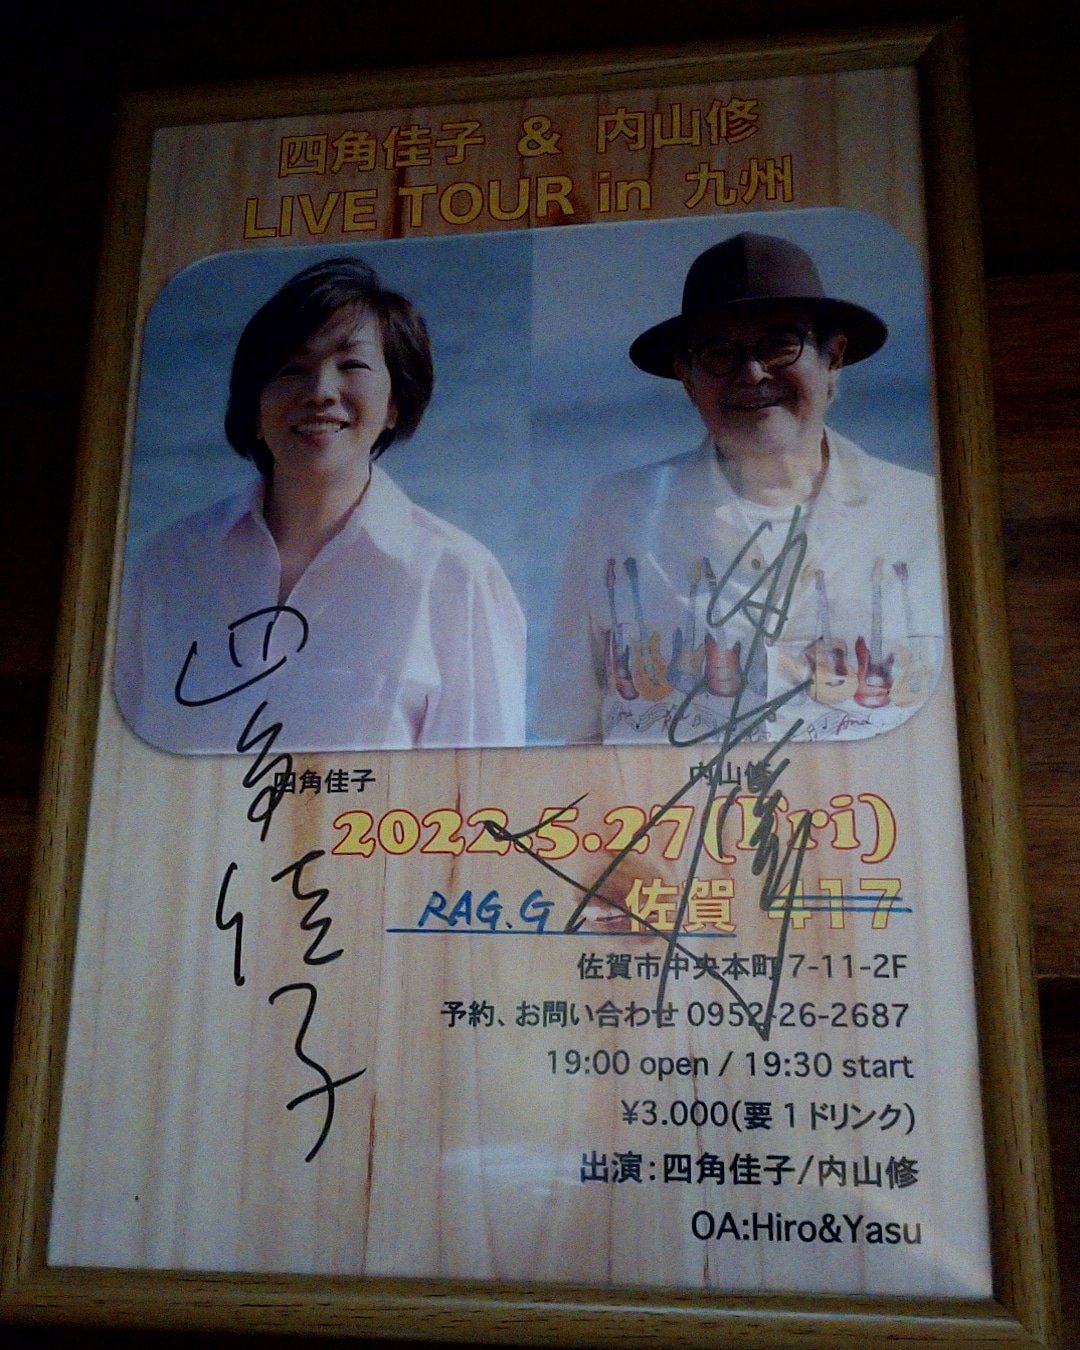 四角佳子 & 内山修
LIVE TOUR in 九州
And
四角佳子
四角佳子
内山修
2022.5.27(Fri)
RAG.G 佐賀 417
佐賀市中央本町 7-11-2F
予約、お問い合わせ 0952-26-2687
19:00 open / 19:30 start
¥3.000(要1ドリンク)
出演:四角佳子/内山修
OA:Hiro&Yasu